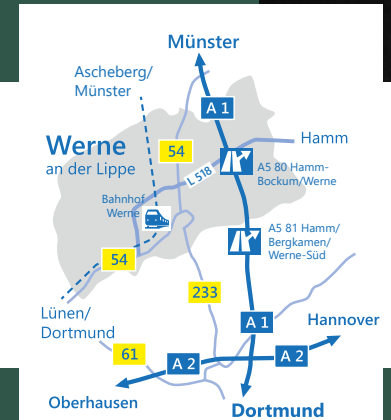 Münster
Ascheberg/
Münster
A 1
Werne
an der Lippe
54
Hamm
L 518
A5 80 Hamm-
Bockum/Werne
Bahnhof
Werne
A5 81 Hamm/
Bergkamen/
Werne-Süd
54
233
Lünen/
Dortmund
A 1
Hannover
61
A 2
A 2
Oberhausen
Dortmund